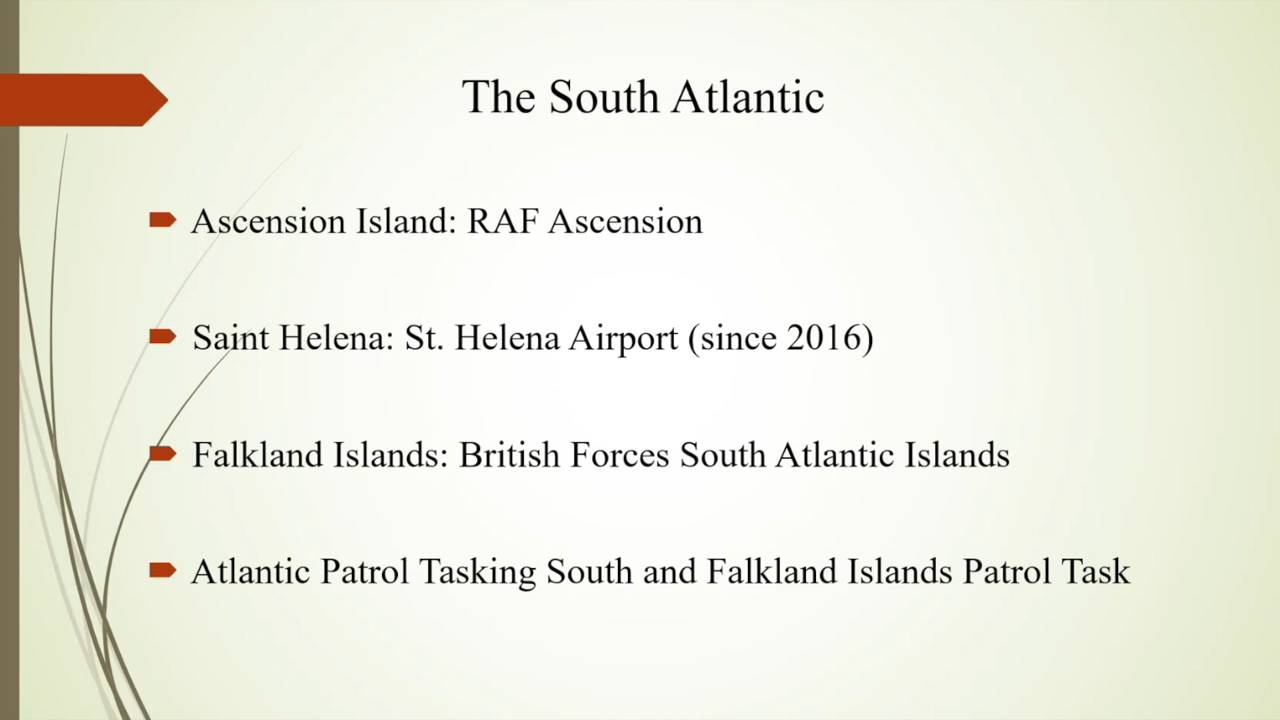 The South Atlantic
Ascension Island: RAF Ascension
Saint Helena: St. Helena Airport (since 2016)
Falkland Islands: British Forces South Atlantic Islands
Atlantic Patrol Tasking South and Falkland Islands Patrol Task